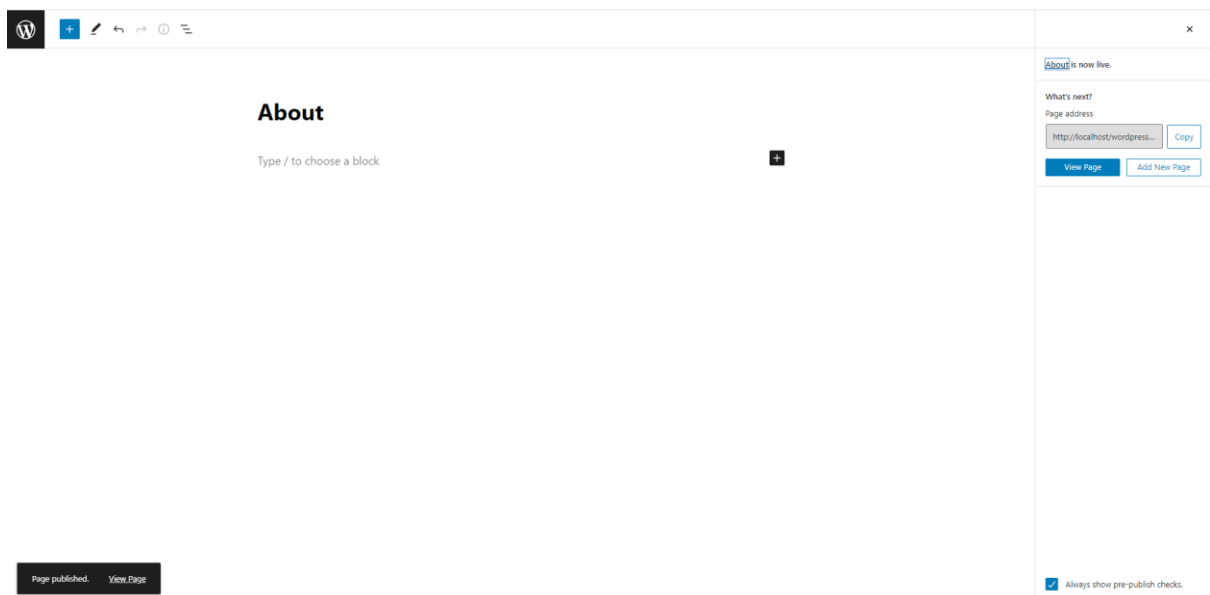 About
Type / to choose a block
Page published. View Page
About is now live.
What's next?
Page address
http://localhost/wordpress... Copy
View Page Add New Page
Always show pre-publish checks.